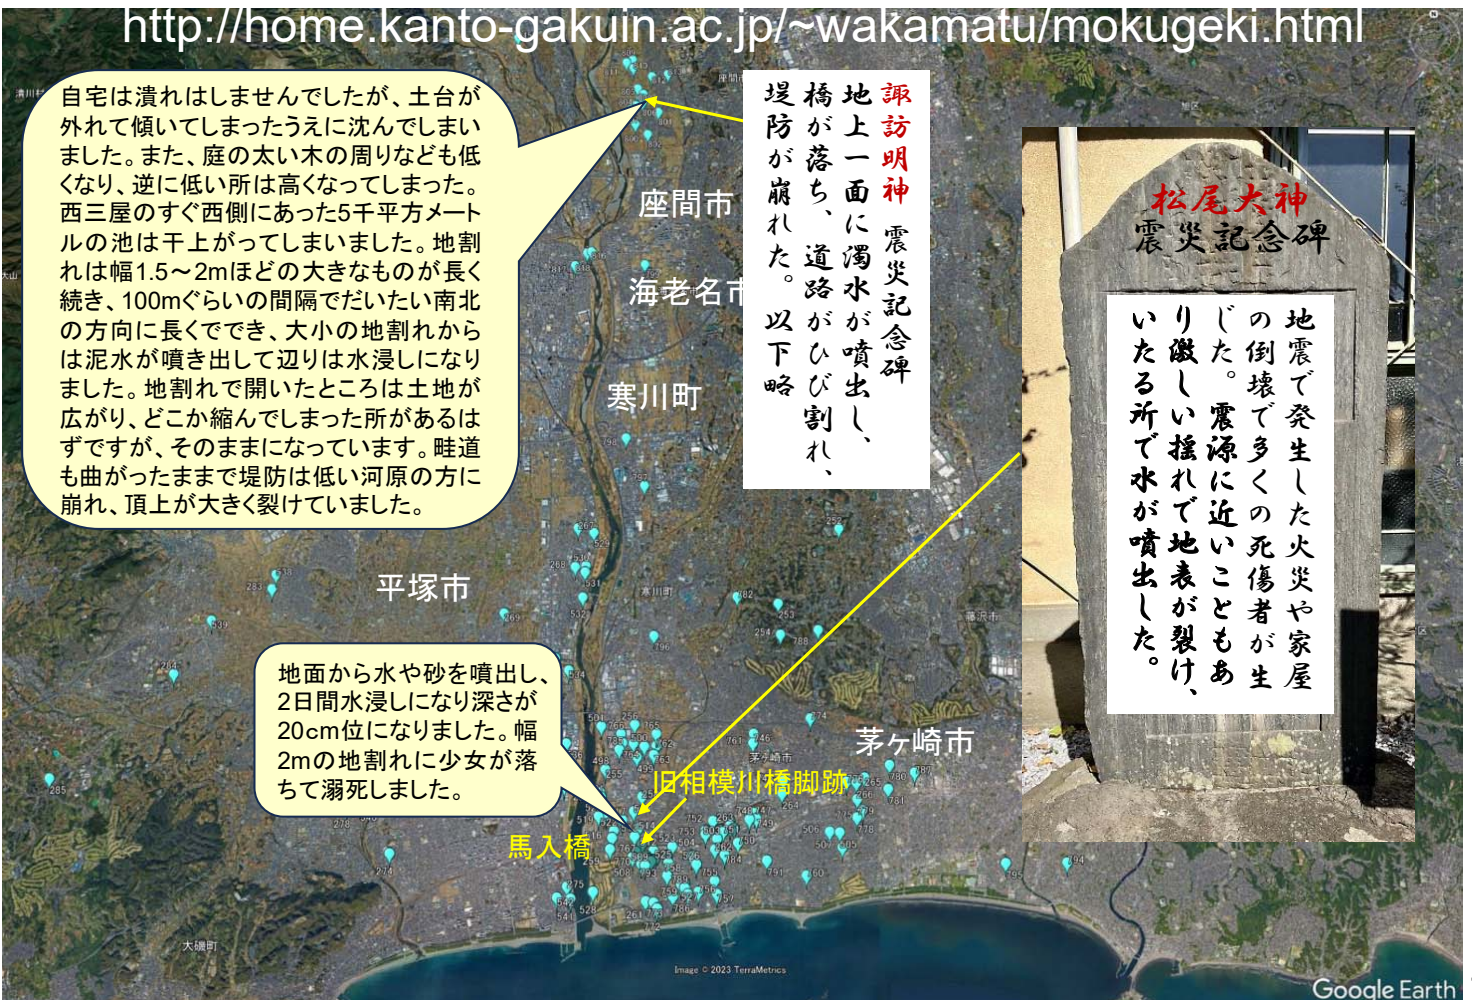 http://home.kanto-gakuin.ac.jp/~wakamatu/mokugeki.html
自宅は潰れはしませんでしたが、土台が
外れて傾いてしまったうえに沈んでしまい
ました。また、庭の太い木の周りなども低
くなり、逆に低い所は高くなってしまった。
西三屋のすぐ西側にあった5千平方メート
ルの池は干上がってしまいました。地割
れは幅1.5～2mほどの大きなものが長く
続き、100mぐらいの間隔でだいたい南北
の方向に長くでき、大小の地割れから
は泥水が噴き出して辺りは水浸しになり
ました。地割れで開いたところは土地が
広がり、どこか縮んでしまった所があるは
ずですが、そのままになっています。畦道
も曲がったままで堤防は低い河原の方に
崩れ、頂上が大きく裂けていました。
諏訪明神 震災記念碑
地上一面に濁水が噴出し、
橋が落ち、道路がひび割れ、
堤防が崩れた。以下略
松尾大神
震災記念碑
地震で発生した火災や家屋
の倒壊で多くの死傷者が生
じた。震源に近いこともあ
り激しい揺れで地表が裂け、
いたる所で水が噴出した。
座間市
海老名市
寒川町
平塚市
地面から水や砂を噴出し、
2日間水浸しになり深さが
20cm位になりました。幅
2mの地割れに少女が落
ちて溺死しました。
茅ヶ崎市
旧相模川橋脚跡
馬入橋
寒川町
藤沢市
茅ヶ崎市
大磯町
Image © 2023 TerraMetrics
Google Earth